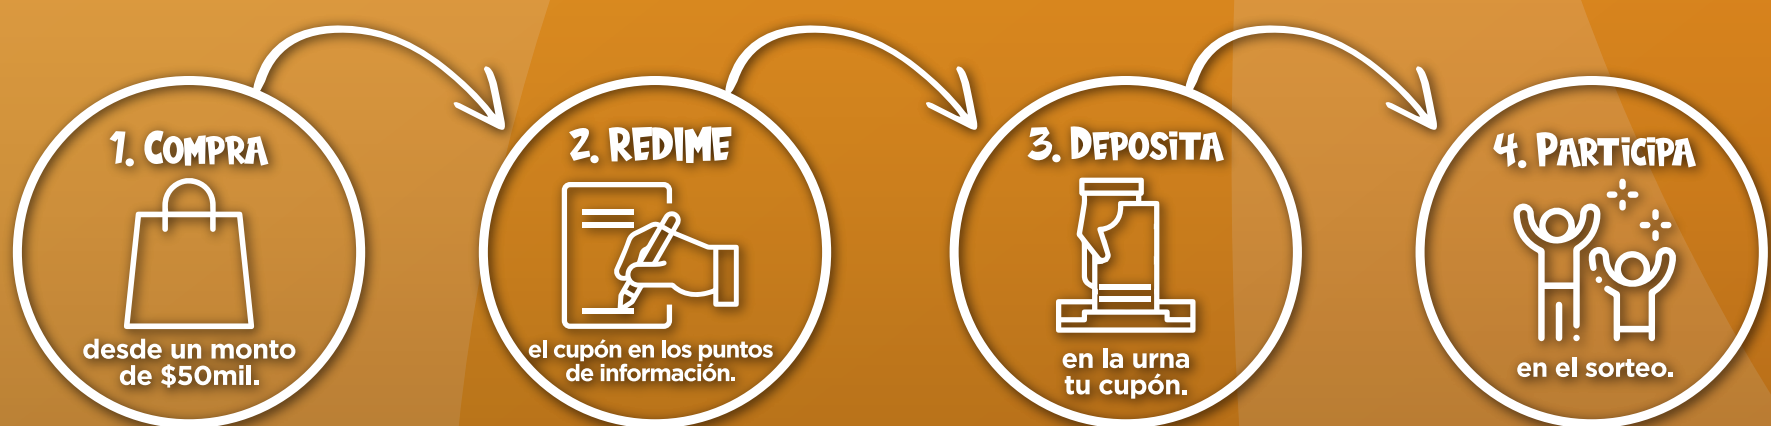 1. COMPRA
desde un monto
de $50mil.
2. REDIME
el cupón en los puntos
de información.
3. DEPOSiTA
en la urna
tu cupón.
4. PARTiCiPA
en el sorteo.